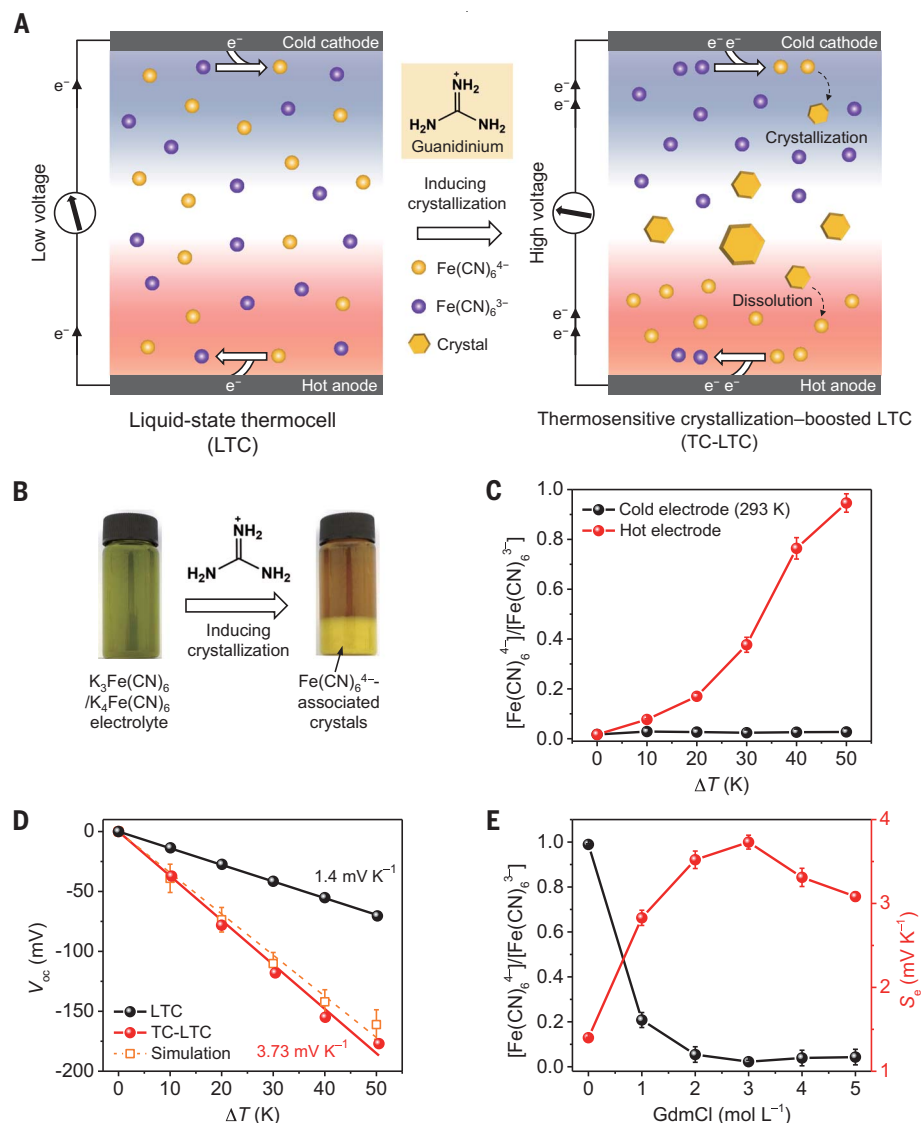 A
Cold cathode
e⁻
e⁻
Low voltage
e⁻
e⁻
Hot anode
Liquid-state thermocell
(LTC)
+
NH₂
H₂N
NH₂
Guanidinium
Inducing
crystallization
Fe(CN)₆⁴⁻
Fe(CN)₆³⁻
Crystal
Cold cathode
e⁻ e⁻
e⁻
e⁻
Crystallization
High voltage
Dissolution
e⁻
e⁻
e⁻ e⁻
Hot anode
Thermosensitive crystallization–boosted LTC
(TC-LTC)
B
+
NH₂
H₂N
NH₂
Inducing
crystallization
K₃Fe(CN)₆
/K₄Fe(CN)₆
electrolyte
Fe(CN)₆⁴⁻-
associated
crystals
C
[Fe(CN)₆⁴⁻]/[Fe(CN)₆³⁻]
1.0
0.8
0.6
0.4
0.2
0.0
Cold electrode (293 K)
Hot electrode
0 10 20 30 40 50
ΔT (K)
D
V_oc (mV)
0
-50
-100
-150
-200
1.4 mV K⁻¹
LTC
TC-LTC
Simulation
3.73 mV K⁻¹
0 10 20 30 40 50
ΔT (K)
E
[Fe(CN)₆⁴⁻]/[Fe(CN)₆³⁻]
1.0
0.8
0.6
0.4
0.2
0.0
4
3
2
1
S_e (mV K⁻¹)
0 1 2 3 4 5
GdmCl (mol L⁻¹)